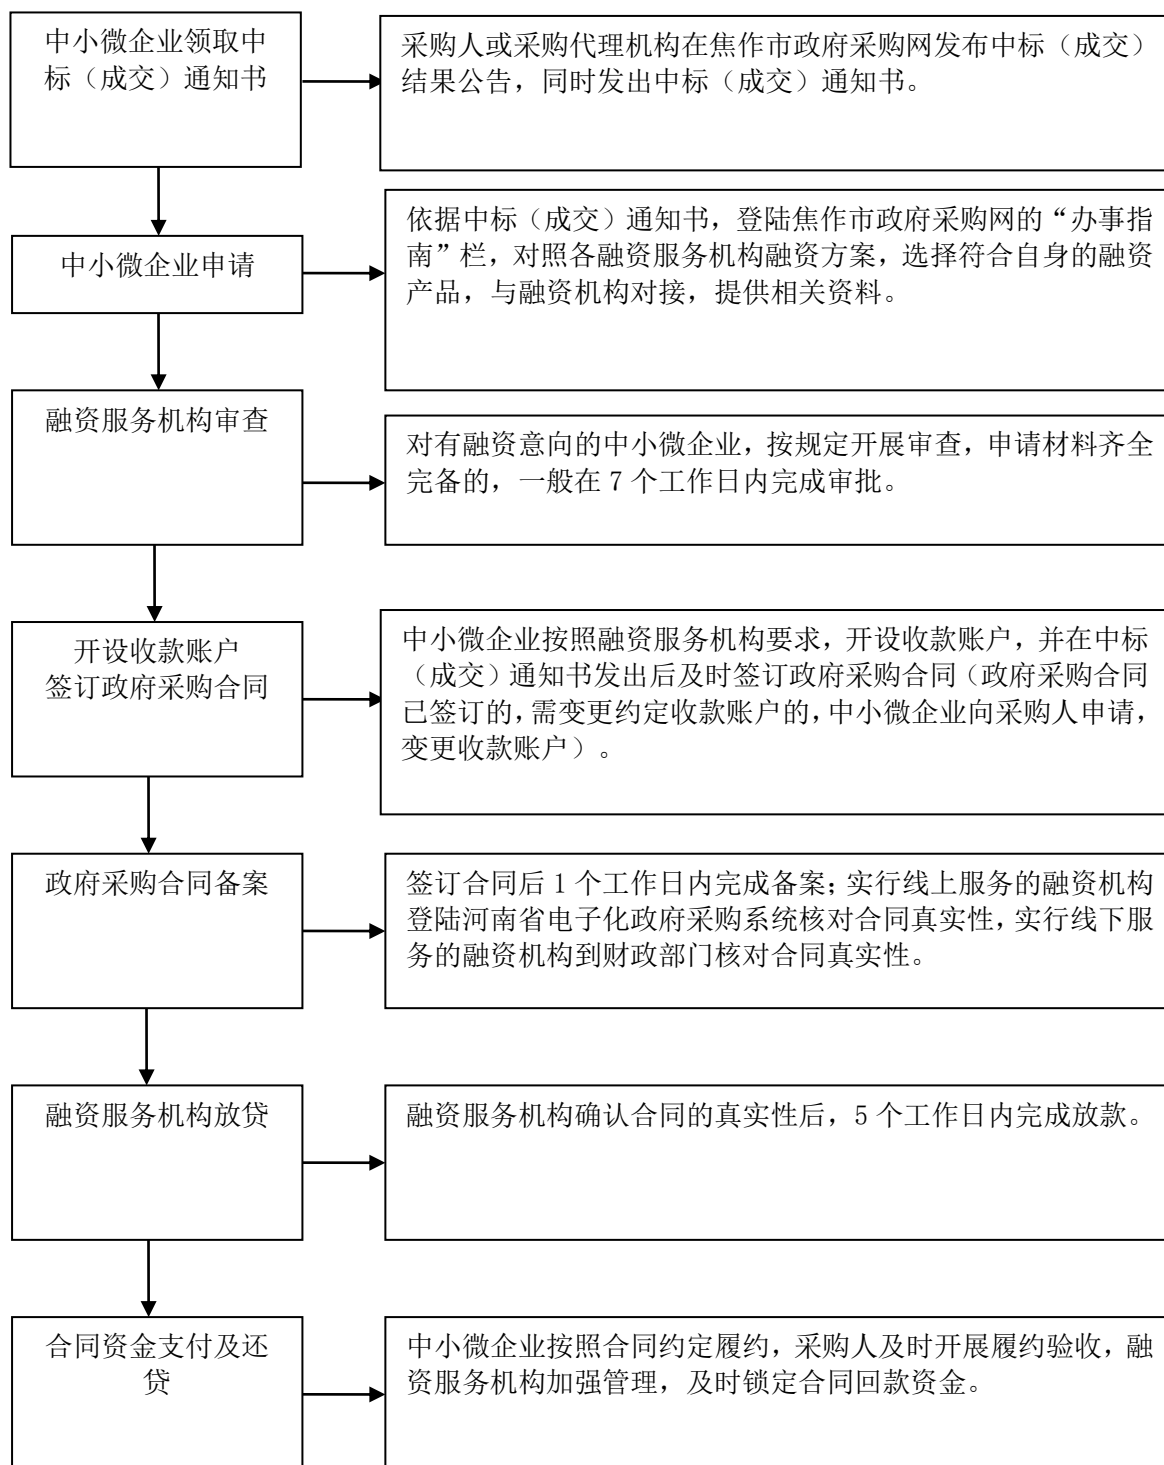 中小微企业领取中
标（成交）通知书
采购人或采购代理机构在焦作市政府采购网发布中标（成交）
结果公告，同时发出中标（成交）通知书。
中小微企业申请
依据中标（成交）通知书，登陆焦作市政府采购网的“办事指
南”栏，对照各融资服务机构融资方案，选择符合自身的融资
产品，与融资机构对接，提供相关资料。
融资服务机构审查
对有融资意向的中小微企业，按规定开展审查，申请材料齐全
完备的，一般在 7 个工作日内完成审批。
开设收款账户
签订政府采购合同
中小微企业按照融资服务机构要求，开设收款账户，并在中标
（成交）通知书发出后及时签订政府采购合同（政府采购合同
已签订的，需变更约定收款账户的，中小微企业向采购人申请，
变更收款账户）。
政府采购合同备案
签订合同后 1 个工作日内完成备案；实行线上服务的融资机构
登陆河南省电子化政府采购系统核对合同真实性，实行线下服
务的融资机构到财政部门核对合同真实性。
融资服务机构放贷
融资服务机构确认合同的真实性后，5 个工作日内完成放款。
合同资金支付及还
贷
中小微企业按照合同约定履约，采购人及时开展履约验收，融
资服务机构加强管理，及时锁定合同回款资金。